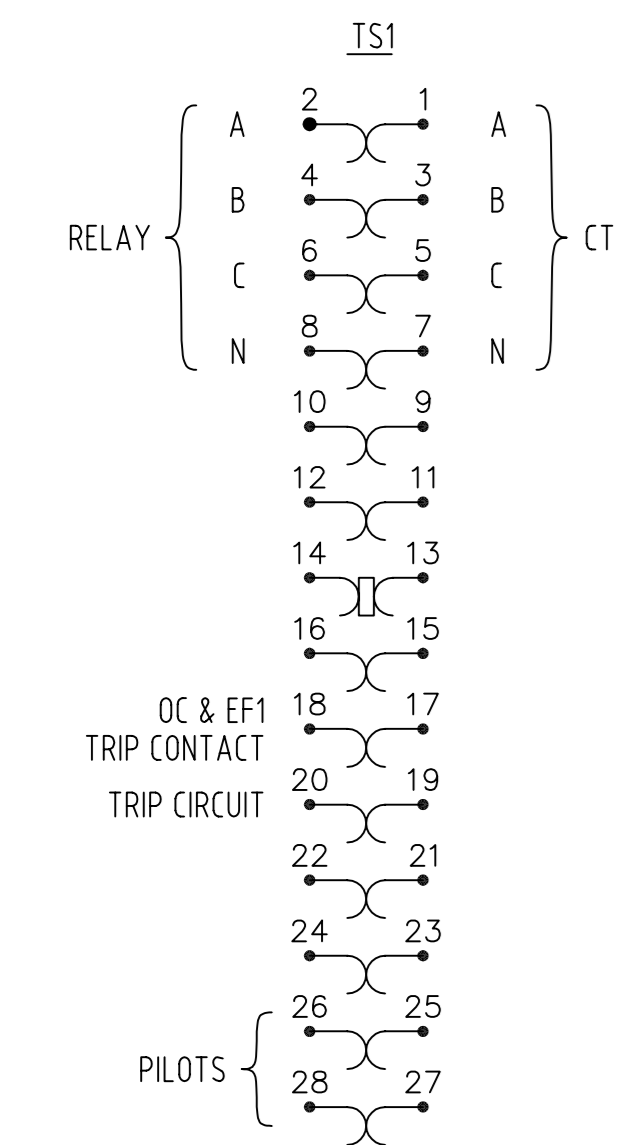 TS1
2 1
A A
4 3
B B
RELAY CT
6 5
C C
8 7
N N
10 9
12 11
14 13
16 15
OC & EF1 18 17
TRIP CONTACT
20 19
TRIP CIRCUIT
22 21
24 23
26 25
PILOTS
28 27